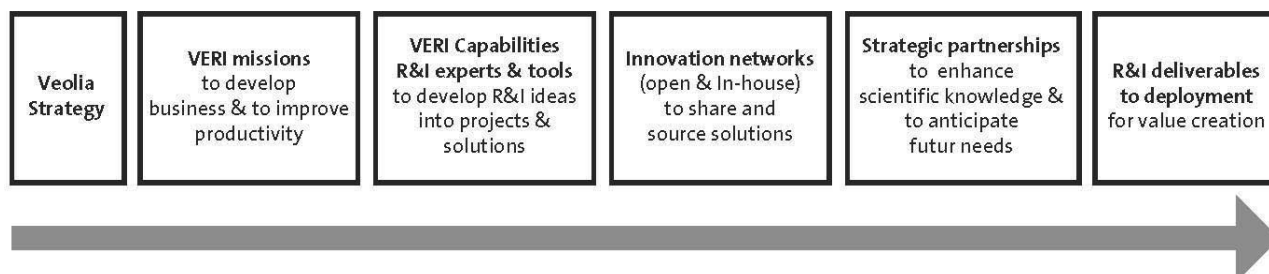 Veolia
Strategy
VERI missions
to develop
business & to improve
productivity
VERI Capabilities
R&I experts & tools
to develop R&I ideas
into projects &
solutions
Innovation networks
(open & In-house)
to share and
source solutions
Strategic partnerships
to enhance
scientific knowledge &
to anticipate
futur needs
R&I deliverables
to deployment
for value creation